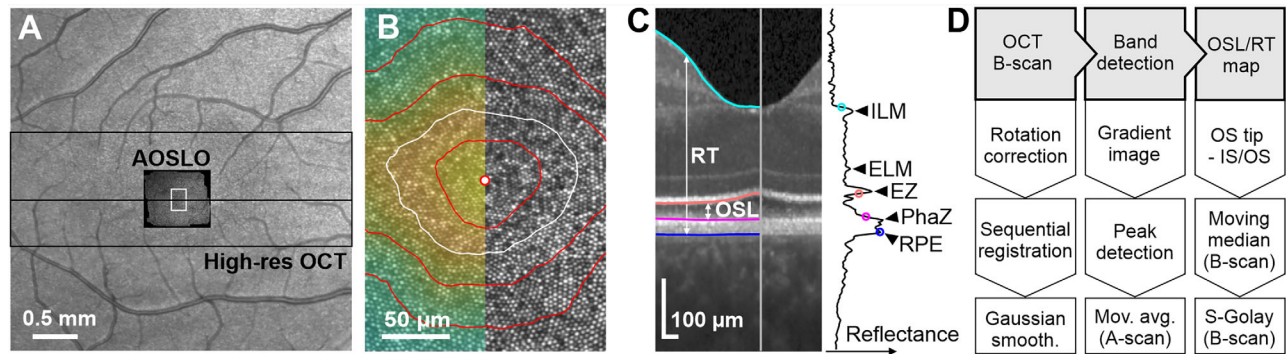 A
AOSLO
High-res OCT
0.5 mm
B
50 µm
C
RT
OSL
100 µm
ILM
ELM
EZ
PhaZ
RPE
Reflectance
D
OCT
B-scan
Band
detection
OSL/RT
map
Rotation
correction
Gradient
image
OS tip
- IS/OS
Sequential
registration
Peak
detection
Moving
median
(B-scan)
Gaussian
smooth.
Mov. avg.
(A-scan)
S-Golay
(B-scan)